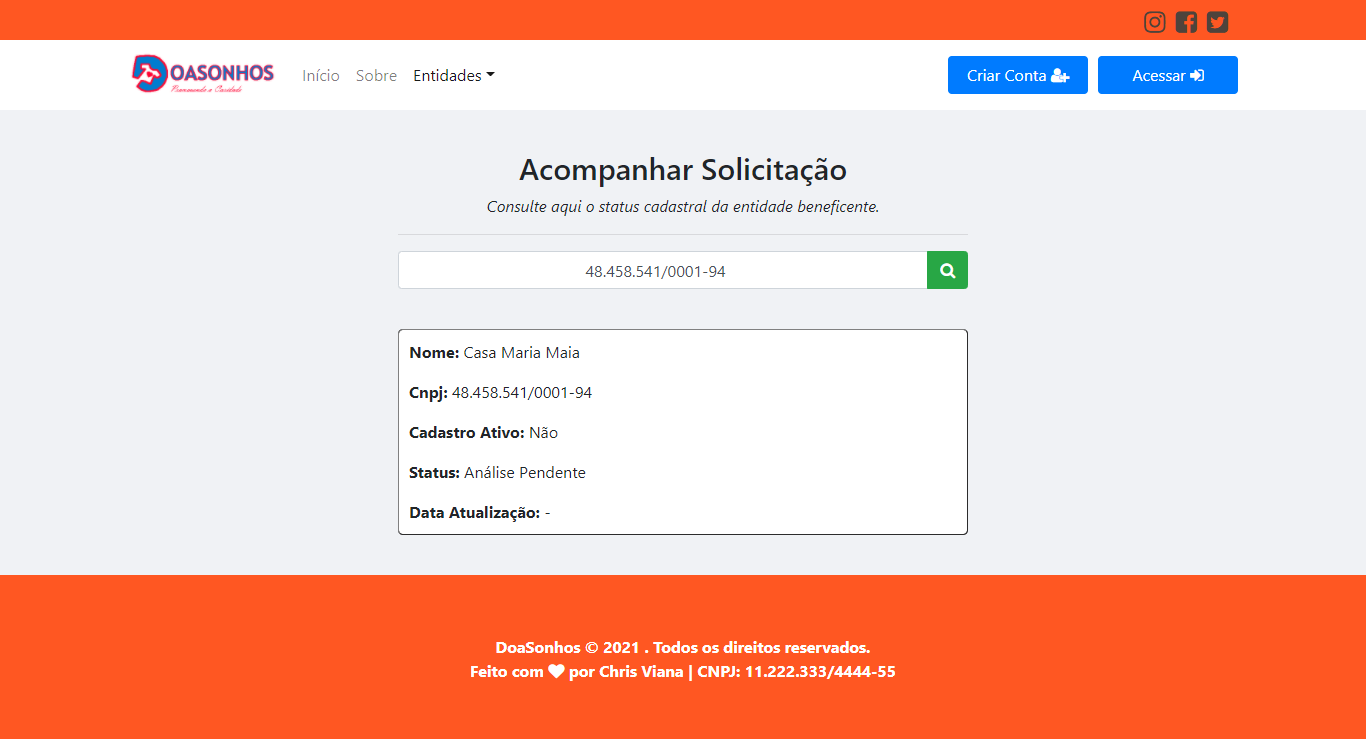 OASONHOS
Início Sobre Entidades
Criar Conta
Acessar
Acompanhar Solicitação
Consulte aqui o status cadastral da entidade beneficente.
48.458.541/0001-94
Nome: Casa Maria Maia
Cnpj: 48.458.541/0001-94
Cadastro Ativo: Não
Status: Análise Pendente
Data Atualização: -
DoaSonhos © 2021 . Todos os direitos reservados.
Feito com por Chris Viana | CNPJ: 11.222.333/4444-55